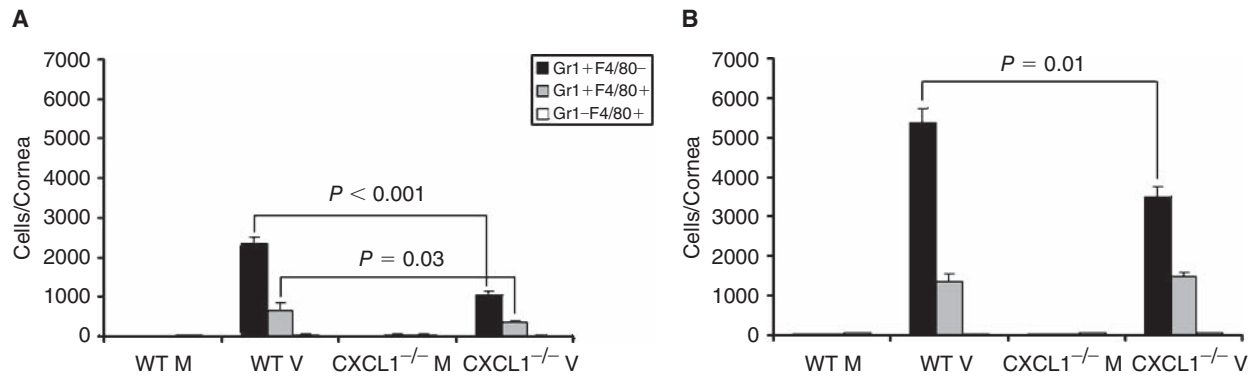 A
7000
6000
5000
4000
3000
2000
1000
0
Cells/Cornea
Gr1+F4/80−
Gr1+F4/80+
Gr1−F4/80+
P < 0.001
P = 0.03
WT M WT V CXCL1−/− M CXCL1−/− V
B
7000
6000
5000
4000
3000
2000
1000
0
Cells/Cornea
P = 0.01
WT M WT V CXCL1−/− M CXCL1−/− V